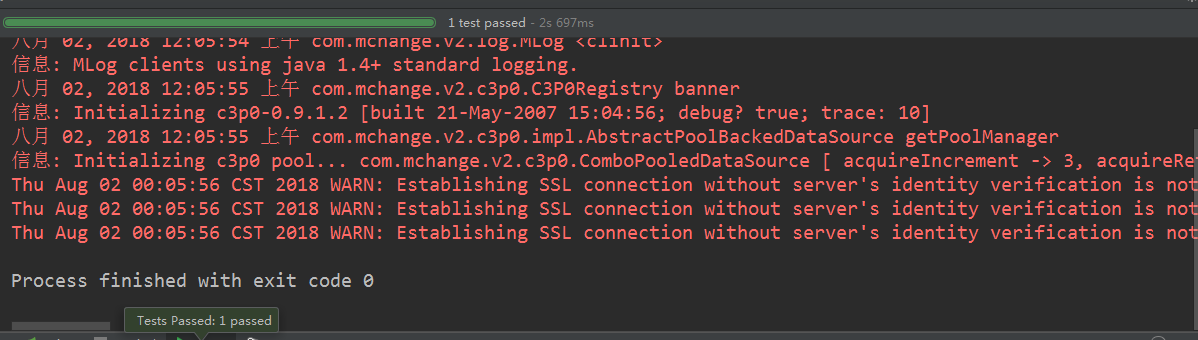 1 test passed - 2s 697ms
八月 02, 2018 12:05:54 上午 com.mchange.v2.log.MLog <clinit>
信息: MLog clients using java 1.4+ standard logging.
八月 02, 2018 12:05:55 上午 com.mchange.v2.c3p0.C3P0Registry banner
信息: Initializing c3p0-0.9.1.2 [built 21-May-2007 15:04:56; debug? true; trace: 10]
八月 02, 2018 12:05:55 上午 com.mchange.v2.c3p0.impl.AbstractPoolBackedDataSource getPoolManager
信息: Initializing c3p0 pool... com.mchange.v2.c3p0.ComboPooledDataSource [ acquireIncrement -> 3, acquireRe
Thu Aug 02 00:05:56 CST 2018 WARN: Establishing SSL connection without server's identity verification is not
Thu Aug 02 00:05:56 CST 2018 WARN: Establishing SSL connection without server's identity verification is not
Thu Aug 02 00:05:56 CST 2018 WARN: Establishing SSL connection without server's identity verification is not
Process finished with exit code 0
Tests Passed: 1 passed